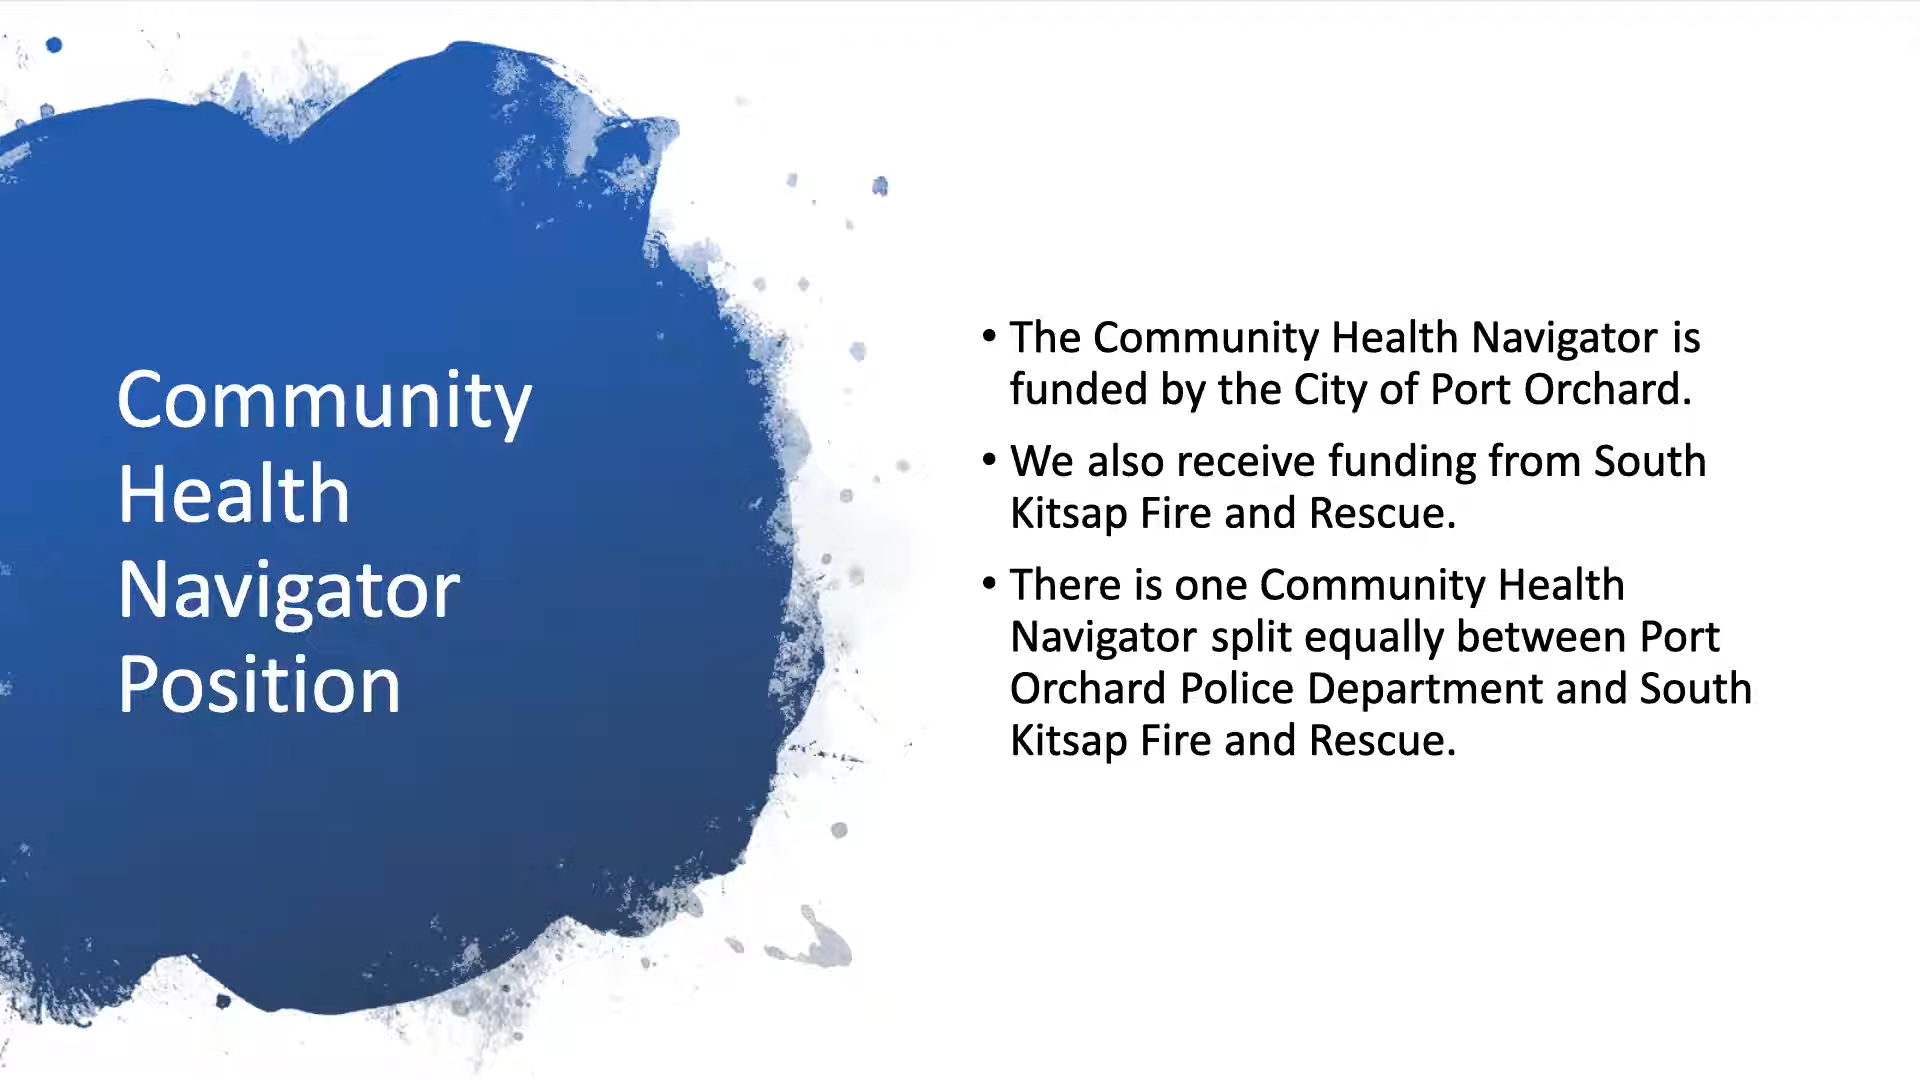 Community
Health
Navigator
Position
• The Community Health Navigator is
funded by the City of Port Orchard.
• We also receive funding from South
Kitsap Fire and Rescue.
• There is one Community Health
Navigator split equally between Port
Orchard Police Department and South
Kitsap Fire and Rescue.